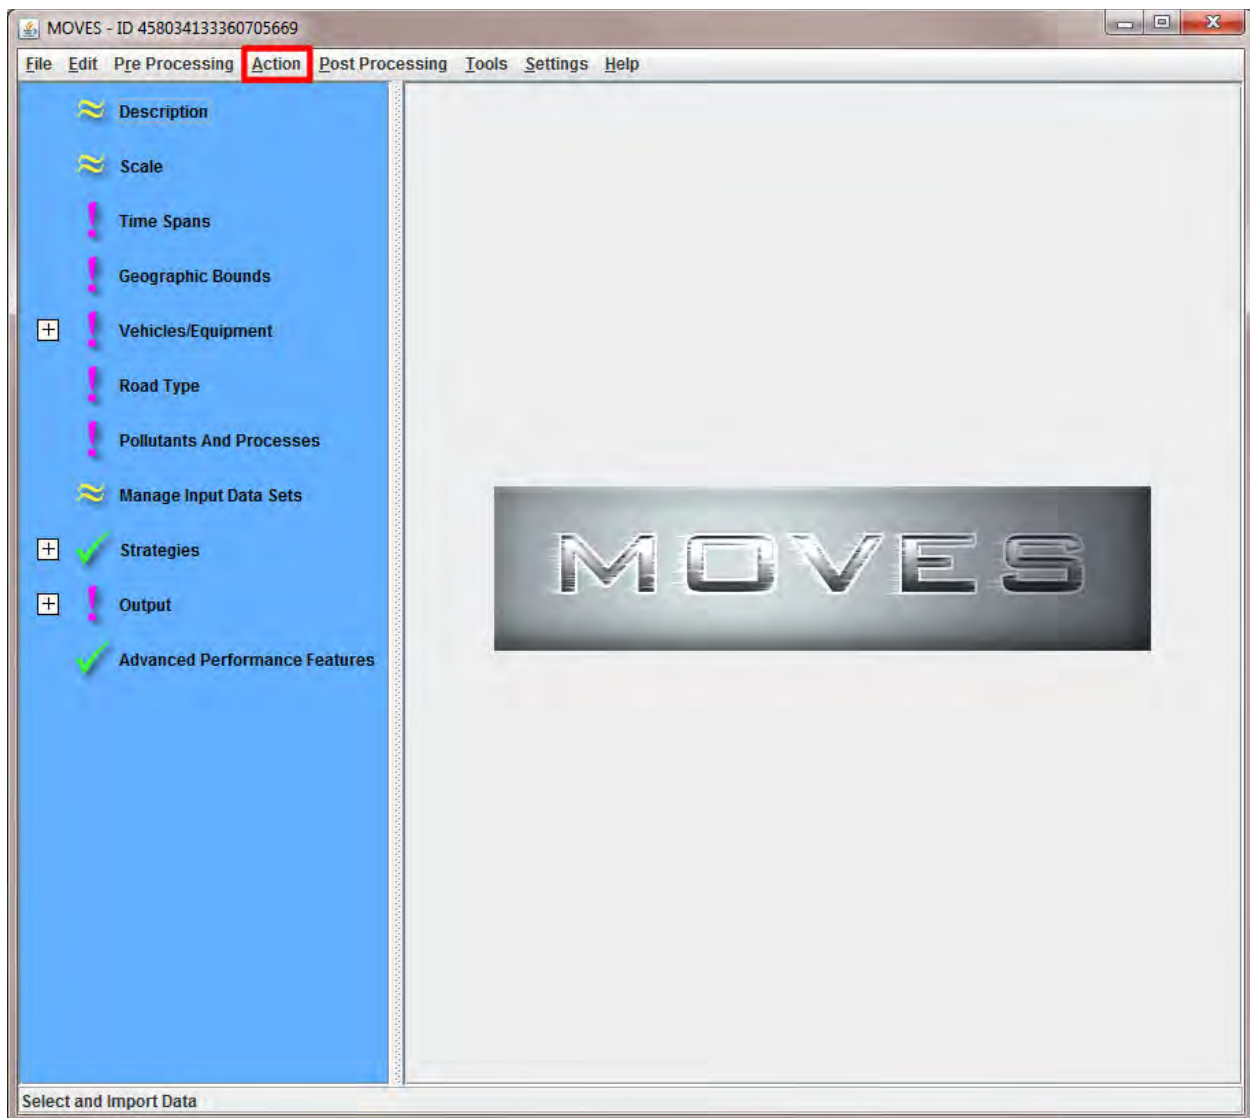 MOVES - ID 458034133360705669
File Edit Pre Processing Action Post Processing Tools Settings Help
Description
Scale
Time Spans
Geographic Bounds
Vehicles/Equipment
Road Type
Pollutants And Processes
Manage Input Data Sets
Strategies
Output
Advanced Performance Features
MOVES
Select and Import Data